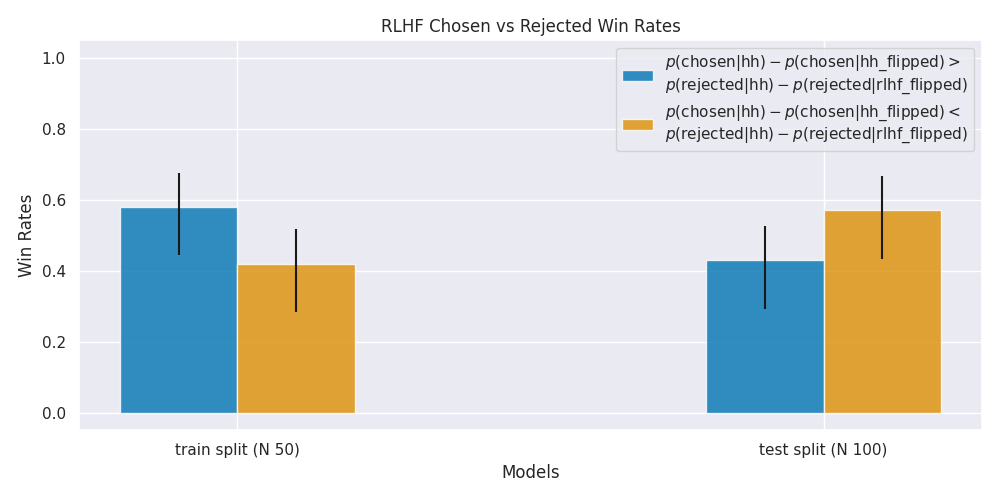 RLHF Chosen vs Rejected Win Rates
1.0
0.8
0.6
0.4
0.2
0.0
Win Rates
p(chosen|hh) − p(chosen|hh_flipped) >
p(rejected|hh) − p(rejected|rlhf_flipped)
p(chosen|hh) − p(chosen|hh_flipped) <
p(rejected|hh) − p(rejected|rlhf_flipped)
train split (N 50)
test split (N 100)
Models